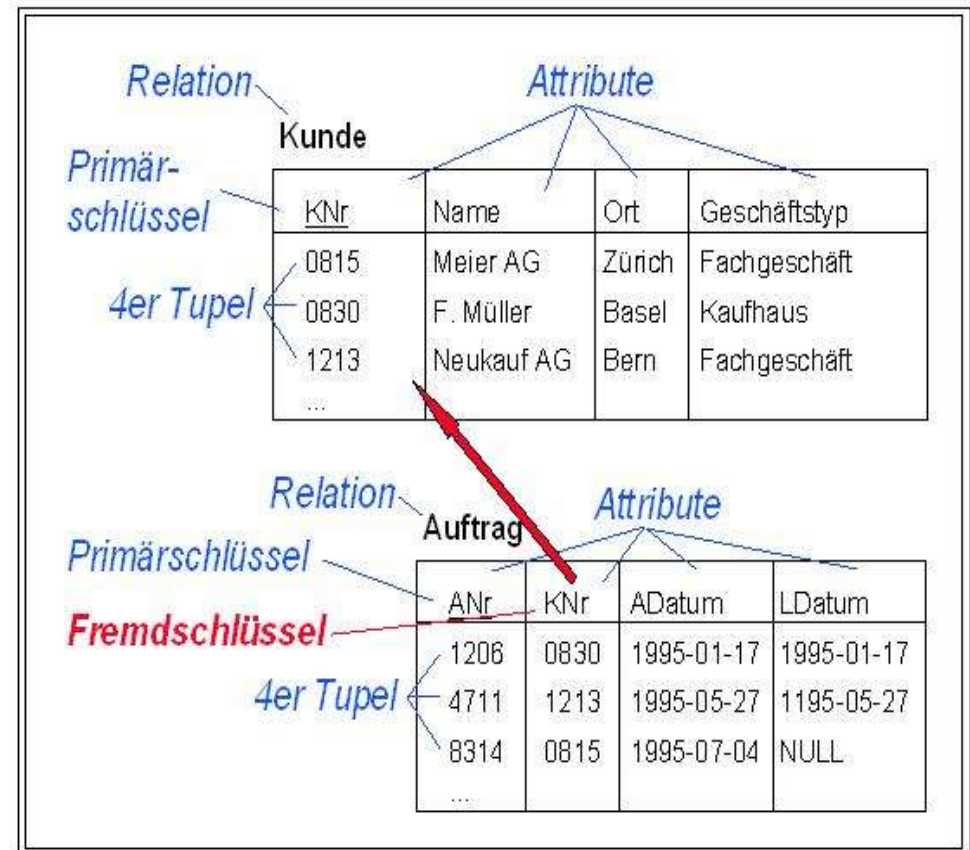 Relation
Attribute
Kunde
Primär-
schlüssel
KNr Name Ort Geschäftstyp
4er Tupel
0815 Meier AG Zürich Fachgeschäft
0830 F. Müller Basel Kaufhaus
1213 Neukauf AG Bern Fachgeschäft
...
Relation
Attribute
Auftrag
Primärschlüssel
Fremdschlüssel
ANr KNr ADatum LDatum
4er Tupel
1206 0830 1995-01-17 1995-01-17
4711 1213 1995-05-27 1195-05-27
8314 0815 1995-07-04 NULL
...